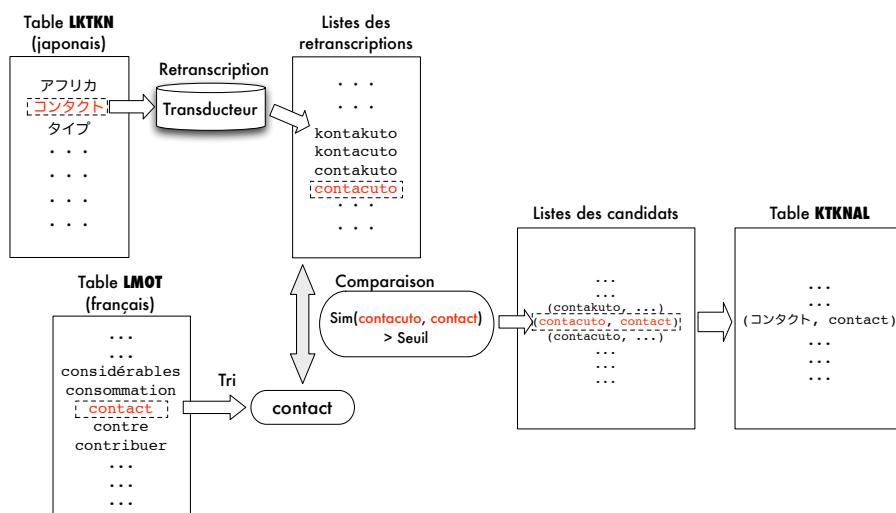 Table LKTKN
(japonais)
アフリカ
コンタクト
タイプ
. . .
. . .
. . .
. . .
Retranscription
Transducteur
Listes des
retranscriptions
. . .
. . .
kontakuto
kontacuto
contakuto
contacuto
. . .
. . .
Table LMOT
(français)
...
...
considérables
consommation
contact
contre
contribuer
...
...
...
Tri
contact
Comparaison
Sim(contacuto, contact)
> Seuil
Listes des candidats
...
...
(contakuto, ...)
(contacuto, contact)
(contacuto, ...)
...
...
...
Table KTKNAL
...
...
(コンタクト, contact)
...
...
...